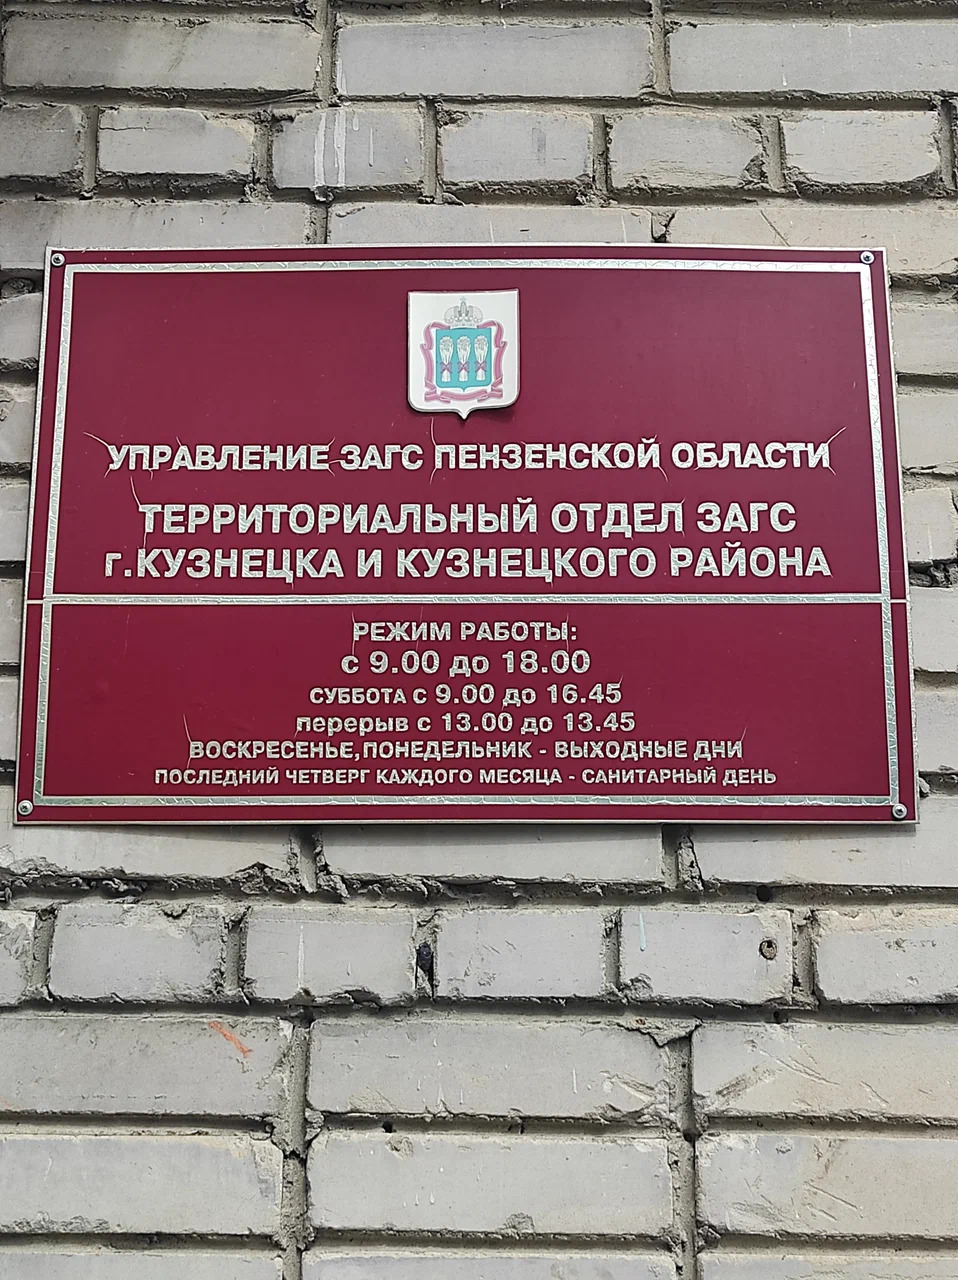 УПРАВЛЕНИЕ ЗАГС ПЕНЗЕНСКОЙ ОБЛАСТИ
ТЕРРИТОРИАЛЬНЫЙ ОТДЕЛ ЗАГС
г.КУЗНЕЦКА И КУЗНЕЦКОГО РАЙОНА
РЕЖИМ РАБОТЫ:
с 9.00 до 18.00
СУББОТА с 9.00 до 16.45
перерыв с 13.00 до 13.45
ВОСКРЕСЕНЬЕ, ПОНЕДЕЛЬНИК - ВЫХОДНЫЕ ДНИ
ПОСЛЕДНИЙ ЧЕТВЕРГ КАЖДОГО МЕСЯЦА - САНИТАРНЫЙ ДЕНЬ